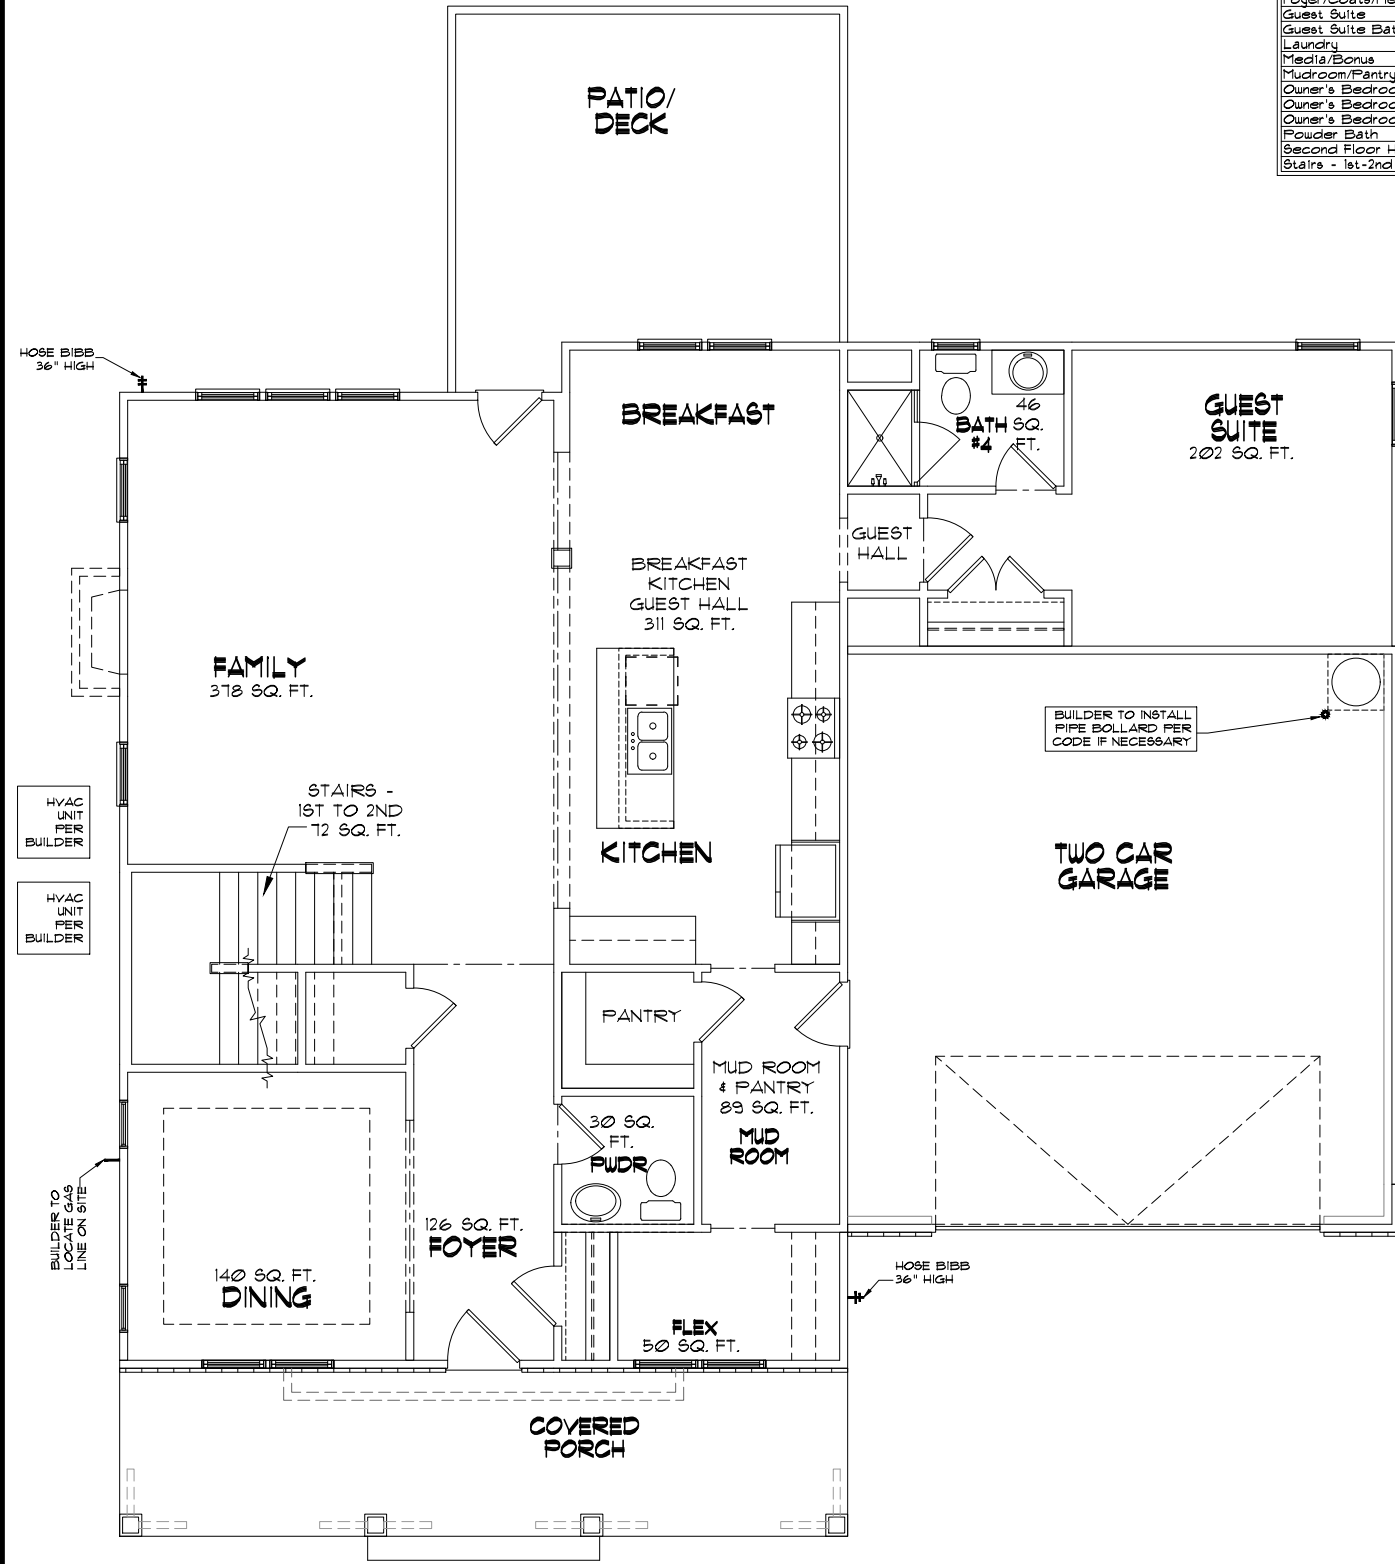 Guest Suite
Guest Suite Bat
Laundry
Media/Bonus
Mudroom/Pantry
Owner's Bedroo
Owner's Bedroo
Owner's Bedroo
Powder Bath
Second Floor H
Stairs - 1st-2nd
PATIO/
DECK
HOSE BIBB
36" HIGH
BREAKFAST
46
SQ.
FT.
BATH
#4
GUEST
SUITE
202 SQ. FT.
GUEST
HALL
BREAKFAST
KITCHEN
GUEST HALL
311 SQ. FT.
FAMILY
378 SQ. FT.
BUILDER TO INSTALL
PIPE BOLLARD PER
CODE IF NECESSARY
HVAC
UNIT
PER
BUILDER
STAIRS -
1ST TO 2ND
72 SQ. FT.
KITCHEN
TWO CAR
GARAGE
HVAC
UNIT
PER
BUILDER
PANTRY
MUD ROOM
& PANTRY
89 SQ. FT.
MUD
ROOM
30 SQ.
FT.
PWDR
BUILDER TO
LOCATE GAS
LINE ON SITE
126 SQ. FT.
FOYER
140 SQ. FT.
DINING
HOSE BIBB
36" HIGH
FLEX
50 SQ. FT.
COVERED
PORCH